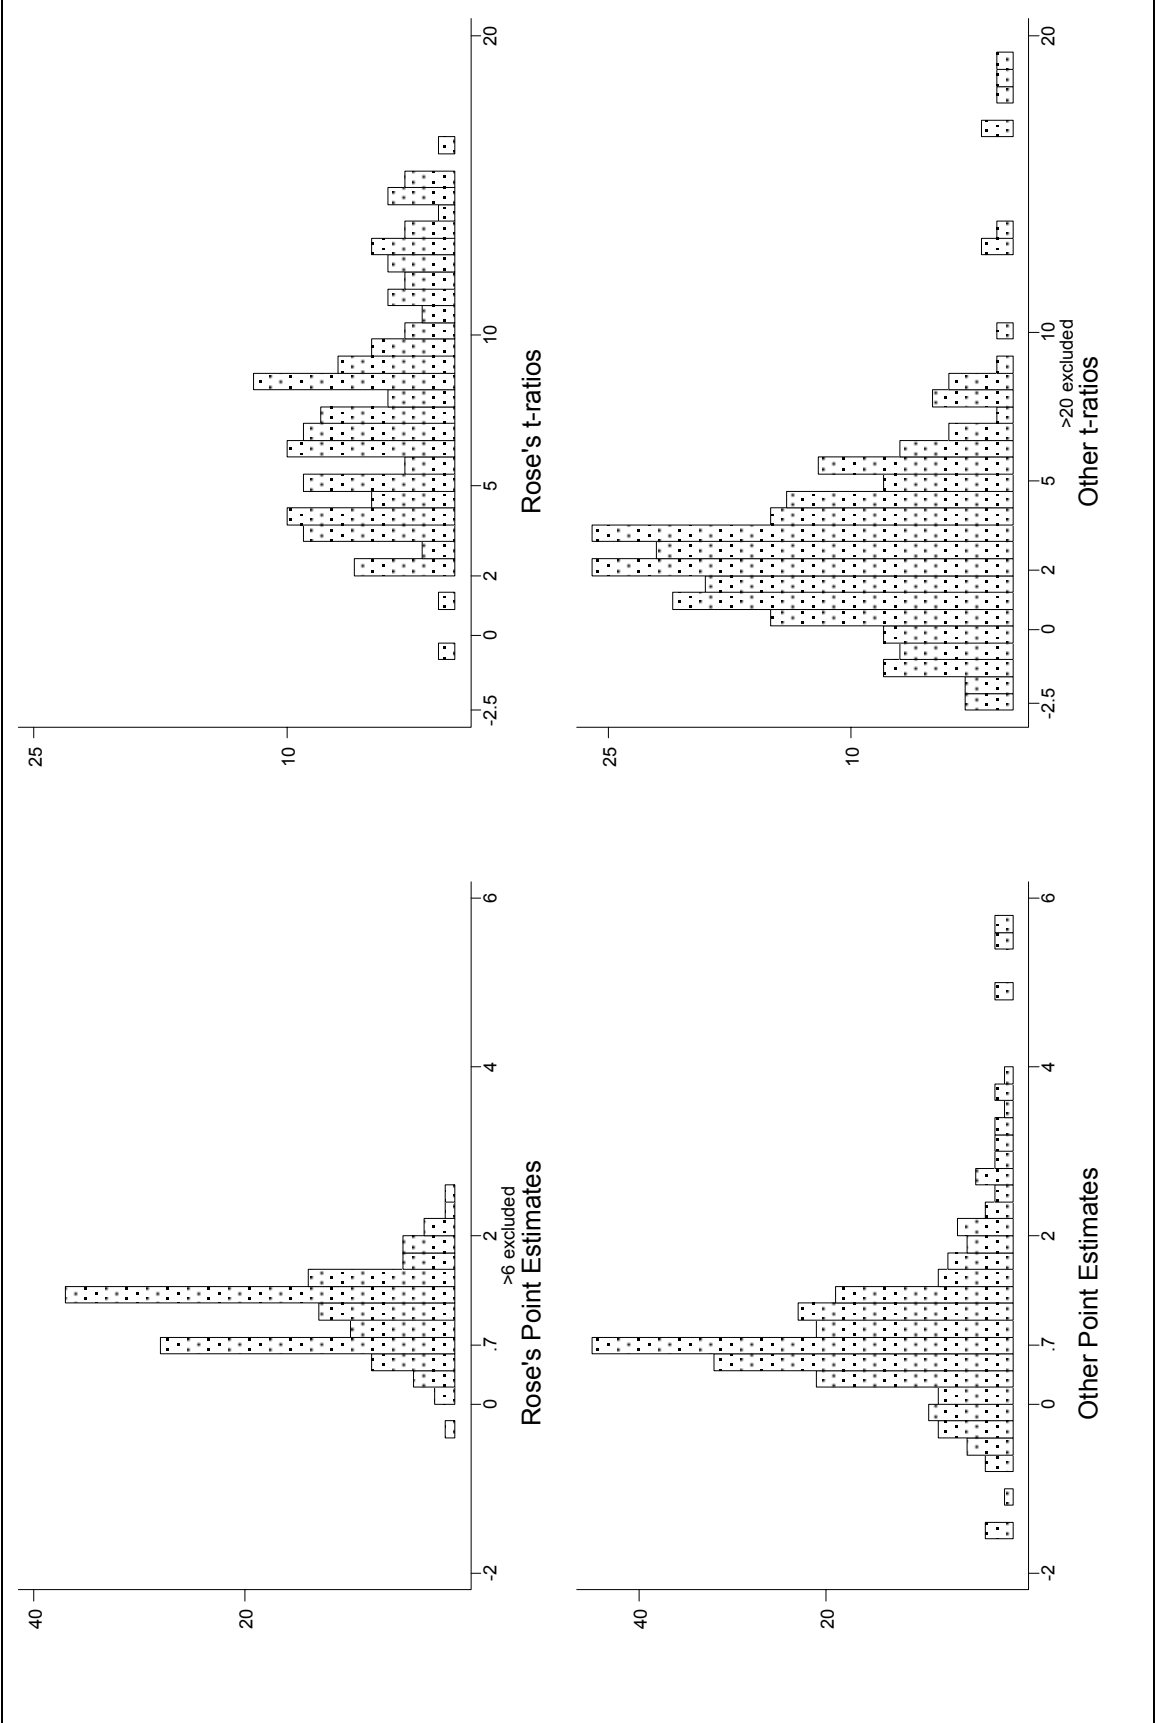 40
20
-2 0 .7 2 4 6
>6 excluded
Rose's Point Estimates
25
10
-2.5 0 2 5 10 20
Rose's t-ratios
40
20
-2 0 .7 2 4 6
Other Point Estimates
25
10
-2.5 0 2 5 10 20
>20 excluded
Other t-ratios